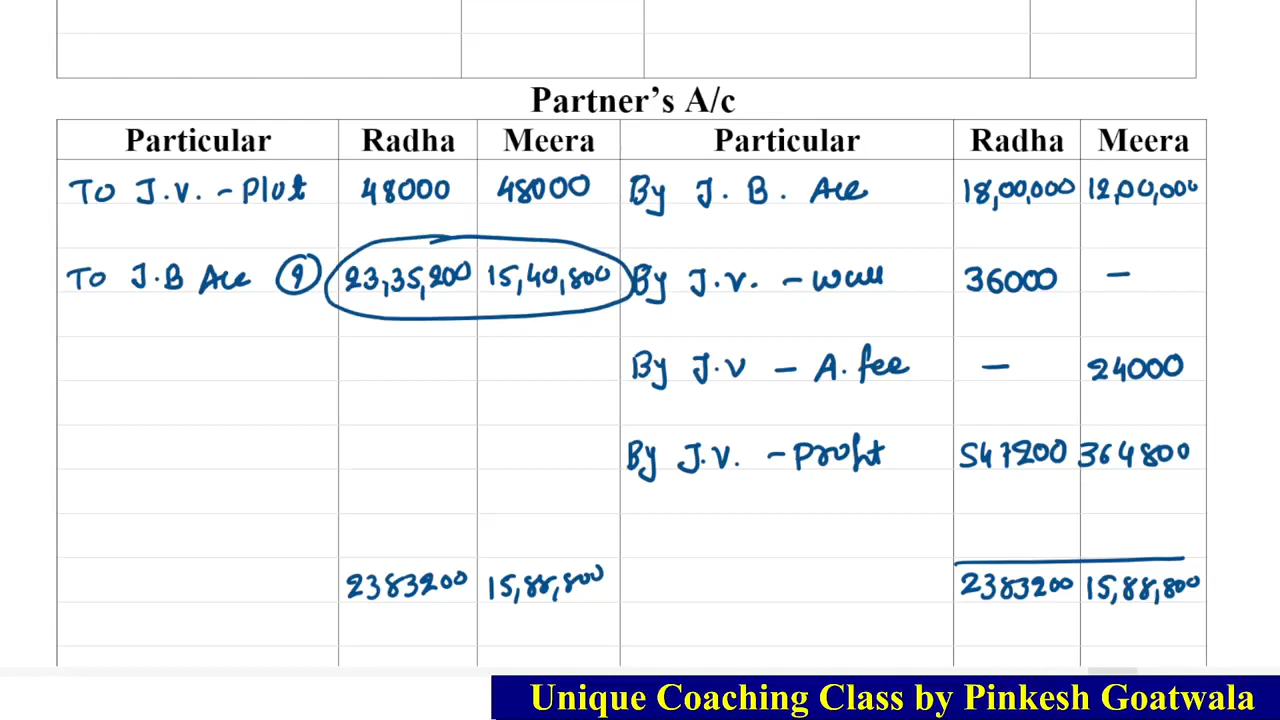 Partner's A/c
Particular Radha Meera Particular Radha Meera
To J.V. - Plot 48000 48000 By J. B. Acc 18,00,000 12,00,000
To J.B Acc 23,35,200 15,40,800 By J.V. - wall 36000 —
By J.V - A. fee — 24000
By J.V. - Profit 547200 364800
2383200 15,88,800 2383200 15,88,800
Unique Coaching Class by Pinkesh Goatwala